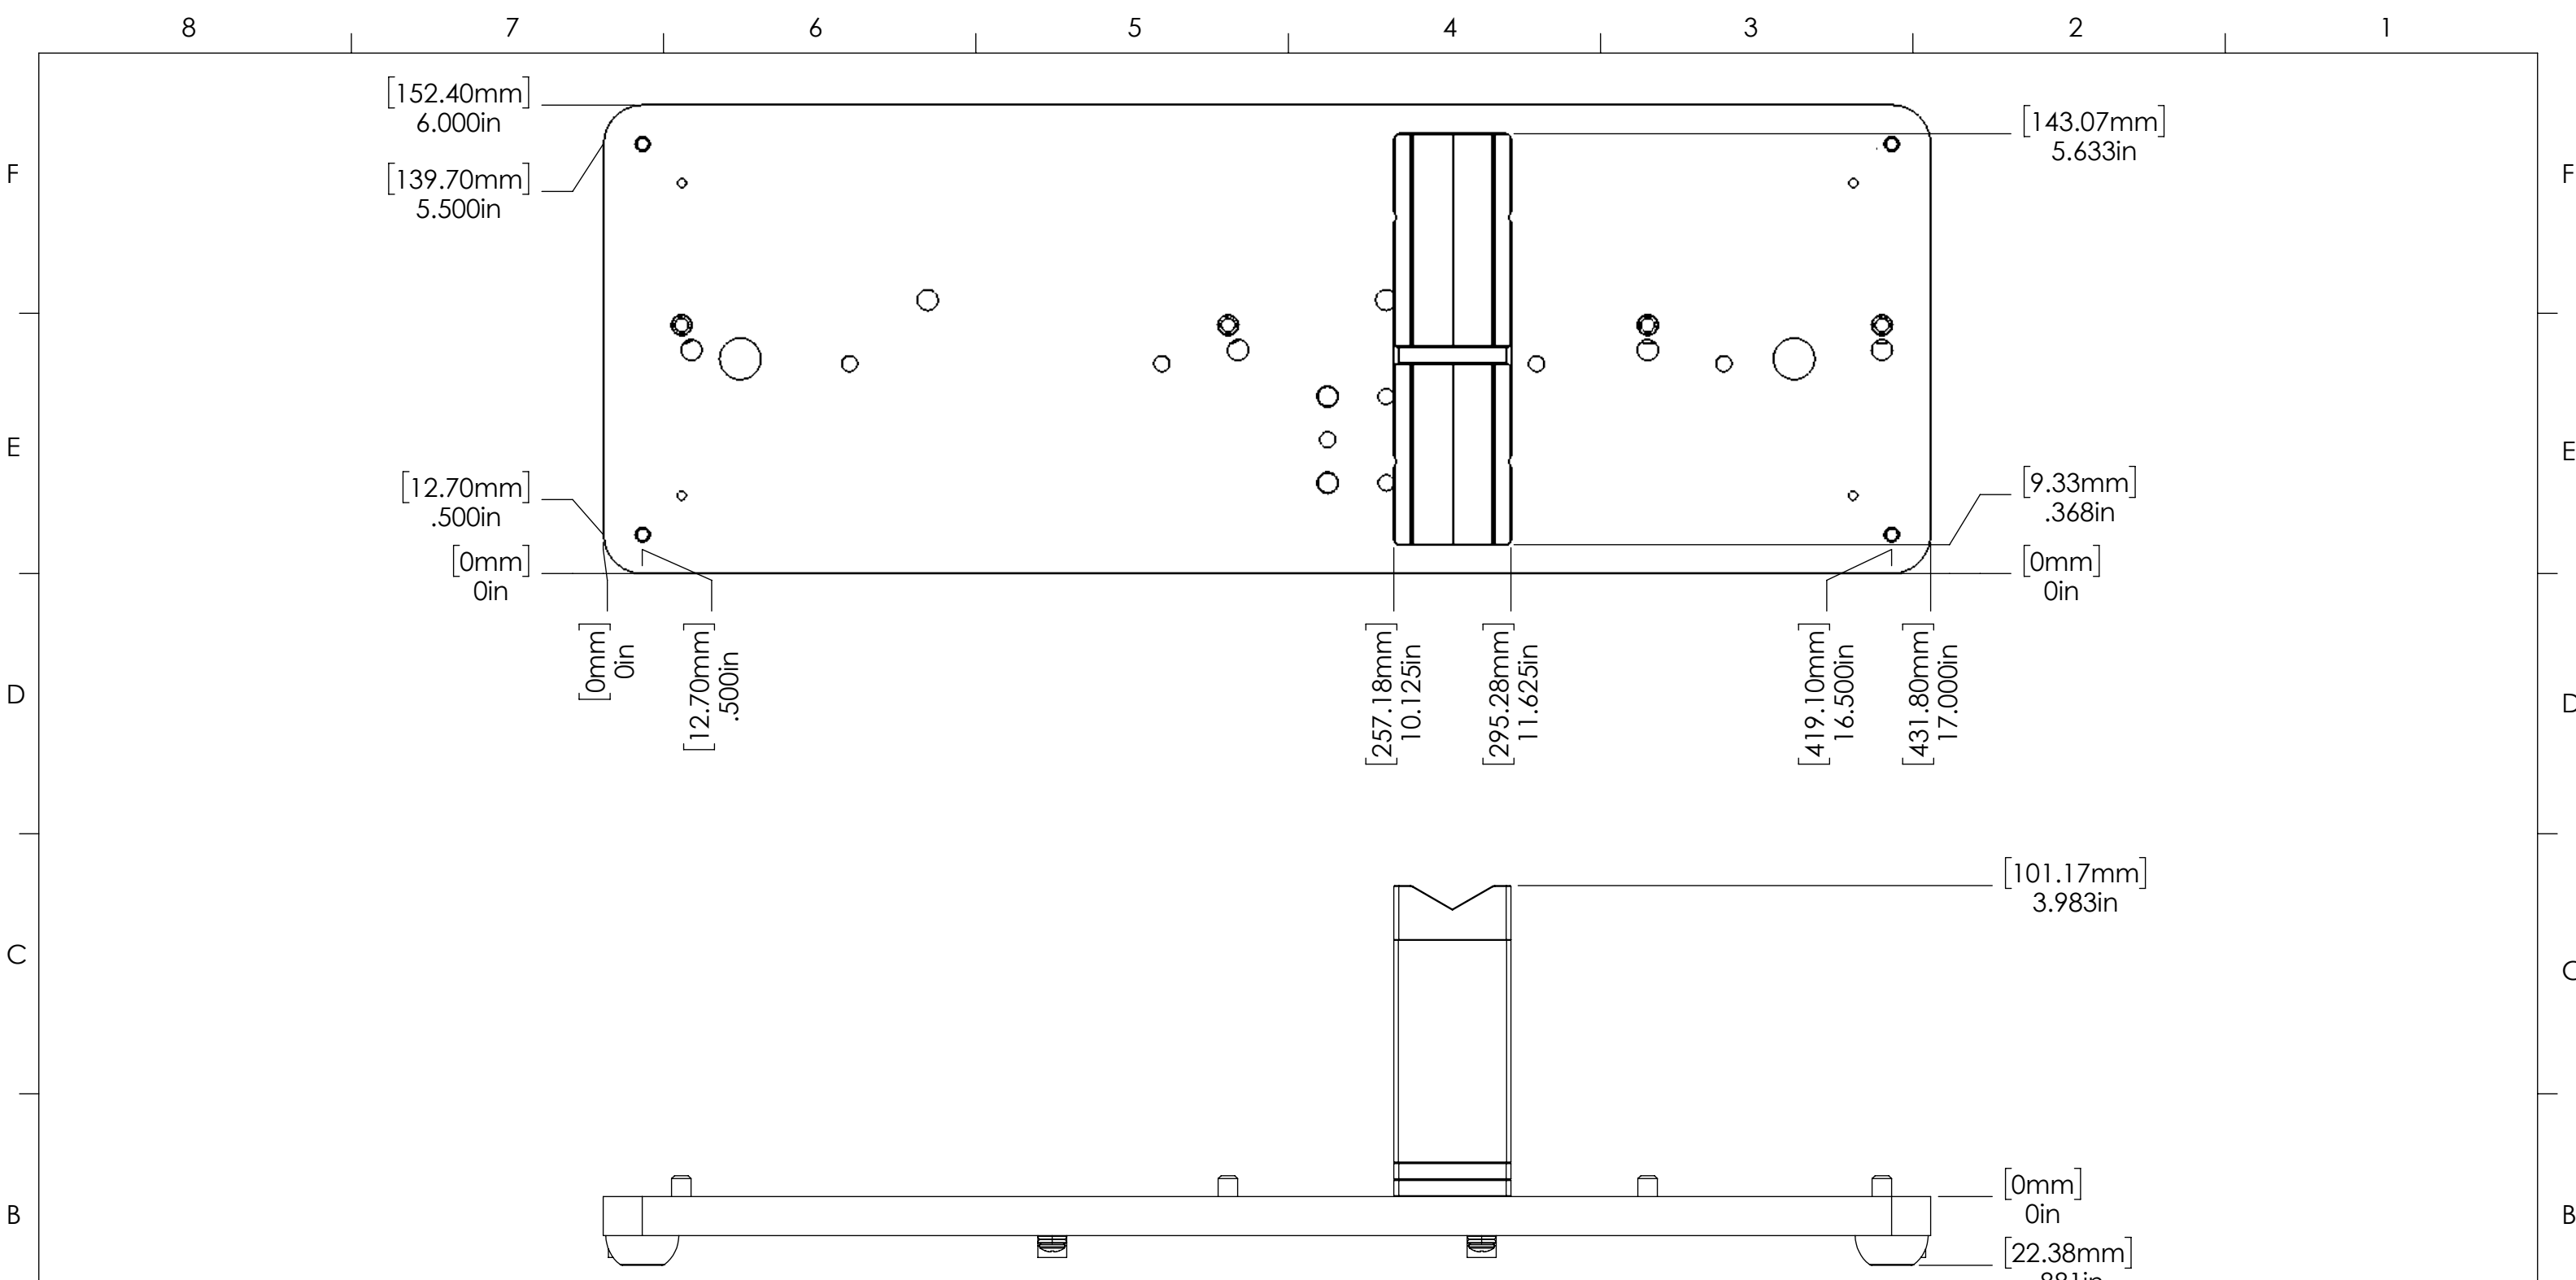 8 7 6 5 4 3 2 1
[152.40mm]
6.000in
[143.07mm]
5.633in
F
F
[139.70mm]
5.500in
E
E
[12.70mm]
.500in
[9.33mm]
.368in
[0mm]
0in
[0mm]
0in
[0mm]
0in
[12.70mm]
.500in
[257.18mm]
10.125in
[295.28mm]
11.625in
[419.10mm]
16.500in
[431.80mm]
17.000in
D
D
[101.17mm]
3.983in
C
C
[0mm]
0in
B
B
[22.38mm]
.881in